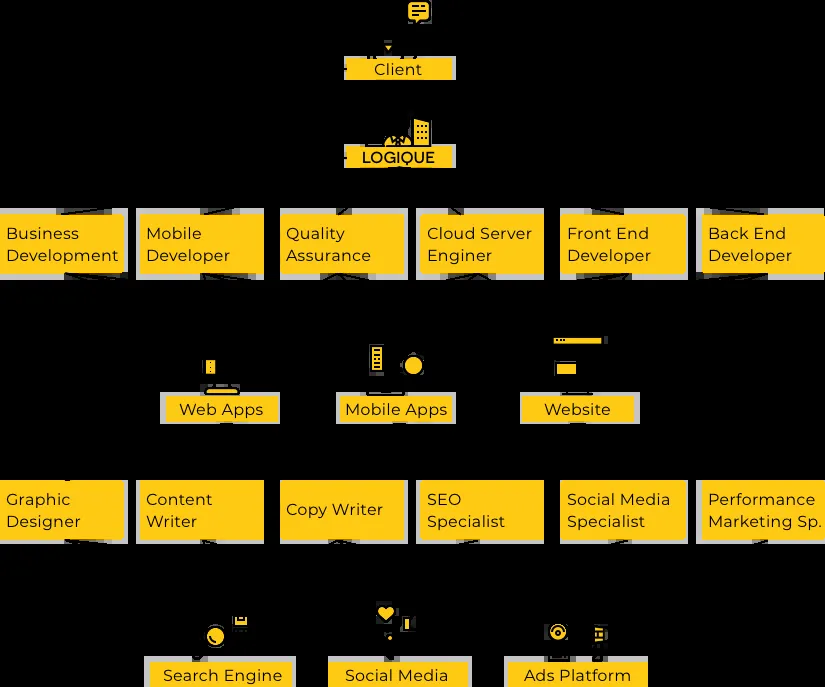 Client
LOGIQUE
Business
Development
Mobile
Developer
Quality
Assurance
Cloud Server
Enginer
Front End
Developer
Back End
Developer
Web Apps
Mobile Apps
Website
Graphic
Designer
Content
Writer
Copy Writer
SEO
Specialist
Social Media
Specialist
Performance
Marketing Sp.
Search Engine
Social Media
Ads Platform